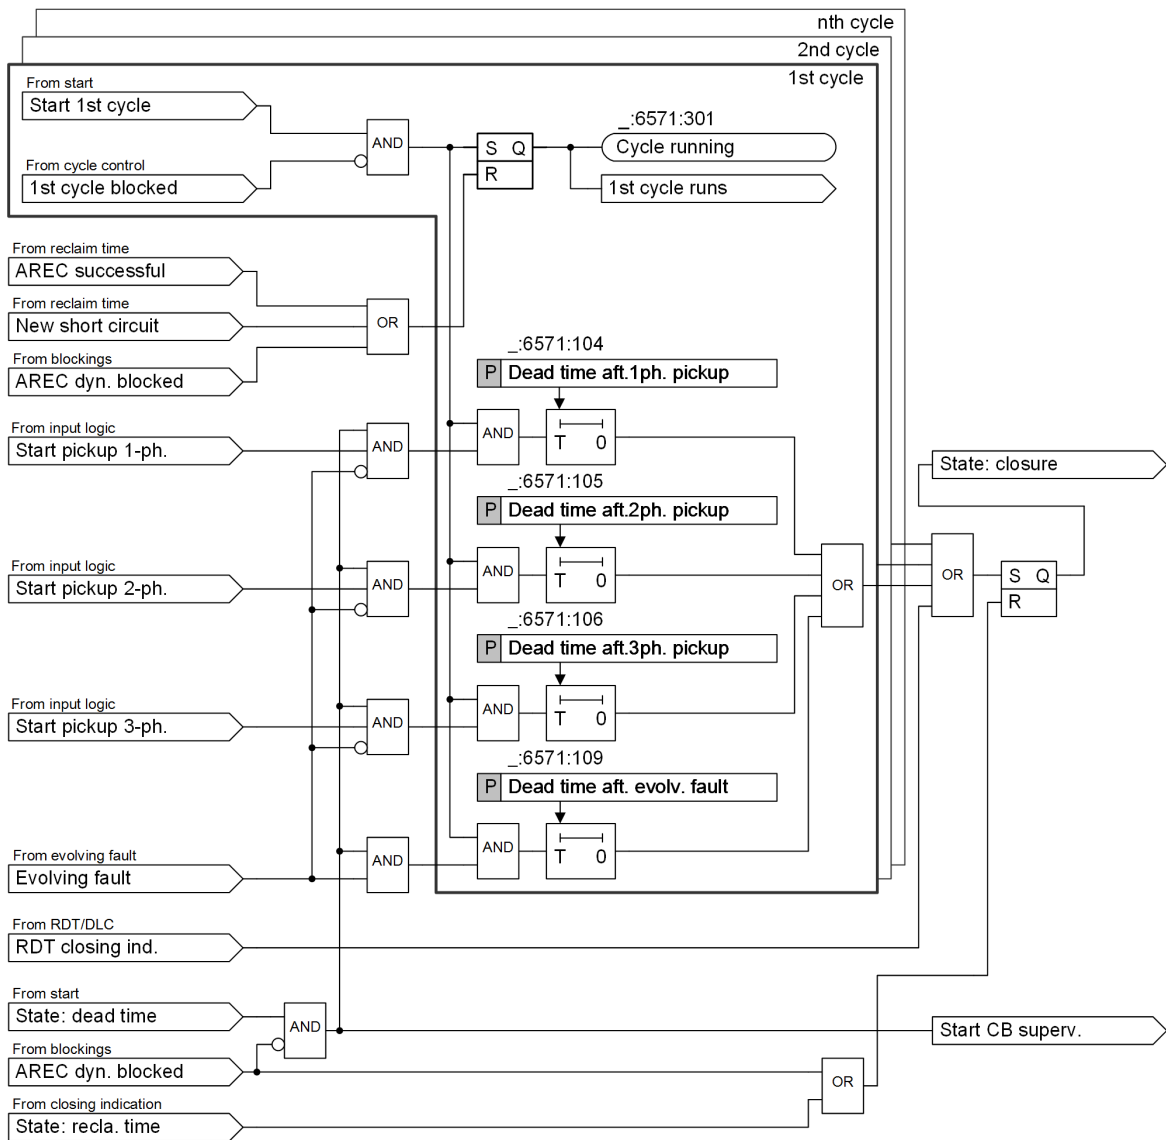 nth cycle
2nd cycle
1st cycle
From start
Start 1st cycle
From cycle control
1st cycle blocked
AND
S Q
R
_:6571:301
Cycle running
1st cycle runs
From reclaim time
AREC successful
From reclaim time
New short circuit
From blockings
AREC dyn. blocked
OR
_:6571:104
P Dead time aft.1ph. pickup
From input logic
Start pickup 1-ph.
AND
AND
T 0
State: closure
_:6571:105
P Dead time aft.2ph. pickup
From input logic
Start pickup 2-ph.
AND
AND
T 0
OR
OR
S Q
R
_:6571:106
P Dead time aft.3ph. pickup
From input logic
Start pickup 3-ph.
AND
AND
T 0
_:6571:109
P Dead time aft. evolv. fault
From evolving fault
Evolving fault
AND
AND
T 0
From RDT/DLC
RDT closing ind.
From start
State: dead time
AND
Start CB superv.
From blockings
AREC dyn. blocked
OR
From closing indication
State: recla. time